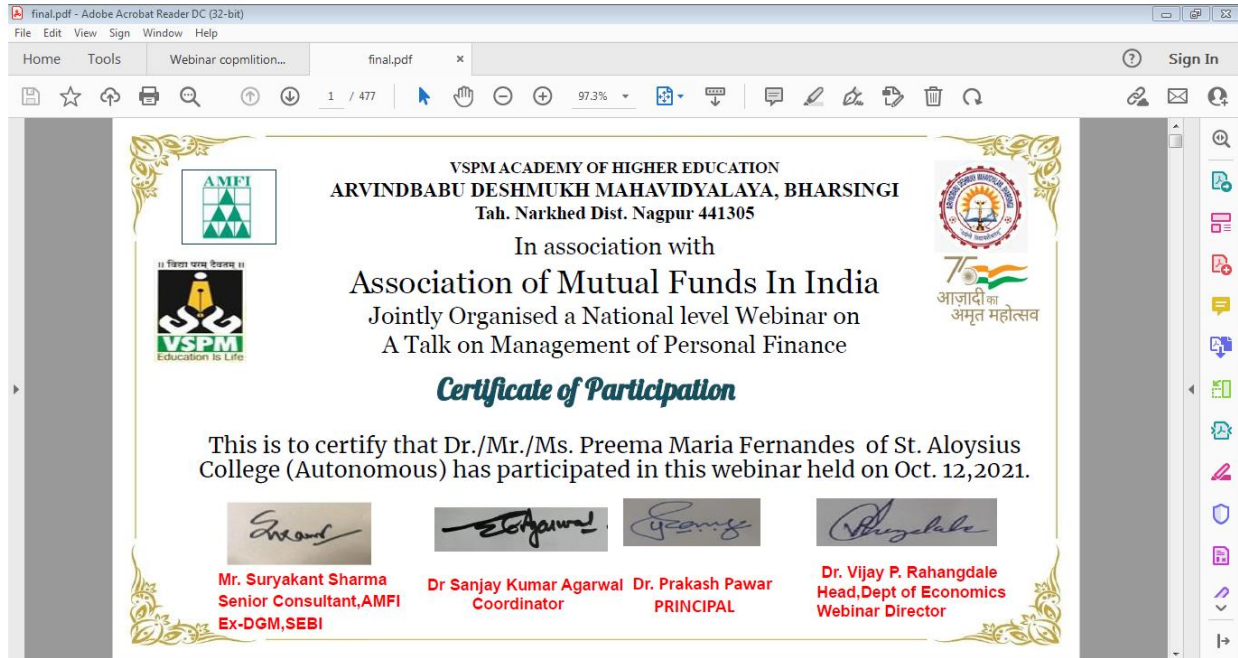 final.pdf - Adobe Acrobat Reader DC (32-bit)
File Edit View Sign Window Help
Home Tools Webinar copmlition... final.pdf × ? Sign In
1 / 477 97.3%
VSPM ACADEMY OF HIGHER EDUCATION
ARVINDBABU DESHMUKH MAHAVIDYALAYA, BHARSINGI
Tah. Narkhed Dist. Nagpur 441305
In association with
Association of Mutual Funds In India
Jointly Organised a National level Webinar on
A Talk on Management of Personal Finance
AMFI
।। विद्या परम् दैवतम् ।।
VSPM
Education Is Life
75
आज़ादी का
अमृत महोत्सव
Certificate of Participation
This is to certify that Dr./Mr./Ms. Preema Maria Fernandes of St. Aloysius
College (Autonomous) has participated in this webinar held on Oct. 12,2021.
Mr. Suryakant Sharma
Senior Consultant,AMFI
Ex-DGM,SEBI
Dr Sanjay Kumar Agarwal
Coordinator
Dr. Prakash Pawar
PRINCIPAL
Dr. Vijay P. Rahangdale
Head,Dept of Economics
Webinar Director